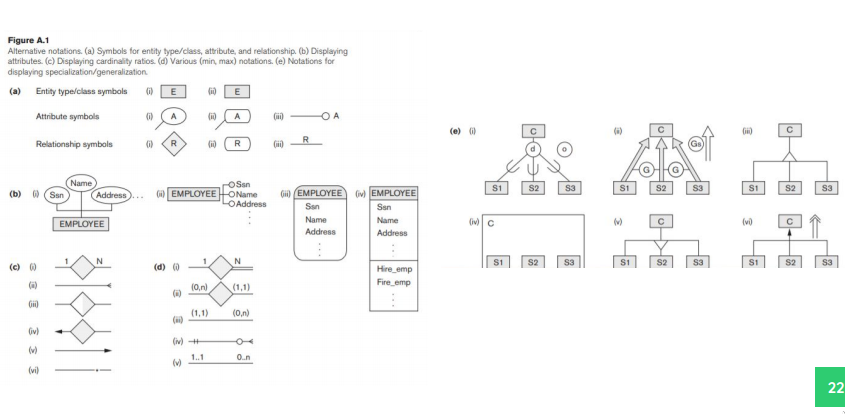 Figure A.1
Alternative notations. (a) Symbols for entity type/class, attribute, and relationship. (b) Displaying
attributes. (c) Displaying cardinality ratios. (d) Various (min, max) notations. (e) Notations for
displaying specialization/generalization.
(a) Entity type/class symbols (i) E (ii) E
Attribute symbols (i) A (ii) A (iii) A
Relationship symbols (i) R (ii) R (iii) R
(b) (i) Ssn Name Address ...
EMPLOYEE
(ii) EMPLOYEE
Ssn
Name
Address
(iii) EMPLOYEE
Ssn
Name
Address
(iv) EMPLOYEE
Ssn
Name
Address
Hire_emp
Fire_emp
(c) (i) 1 N
(ii)
(iii)
(iv)
(v)
(vi)
(d) (i) 1 N
(ii) (0,n) (1,1)
(iii) (1,1) (0,n)
(iv)
(v) 1..1 0..n
(e) (i) C
d o
S1 S2 S3
(ii) C
Gs
G G
S1 S2 S3
(iii) C
S1 S2 S3
(iv) C
S1 S2 S3
(v) C
S1 S2 S3
(vi) C
S1 S2 S3
22